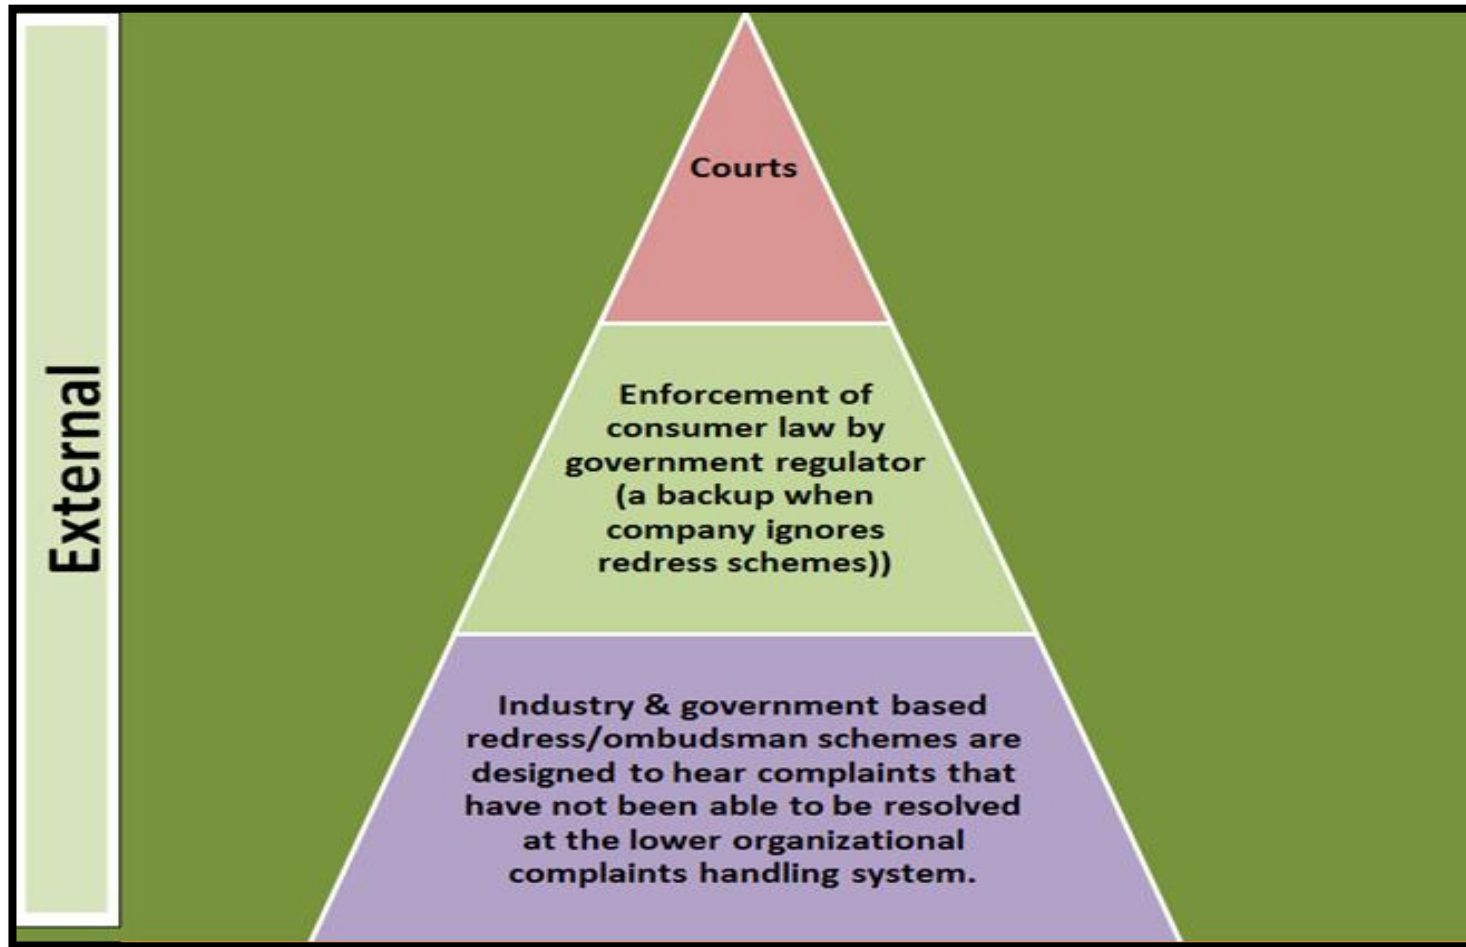 External
Courts
Enforcement of
consumer law by
government regulator
(a backup when
company ignores
redress schemes))
Industry & government based
redress/ombudsman schemes are
designed to hear complaints that
have not been able to be resolved
at the lower organizational
complaints handling system.